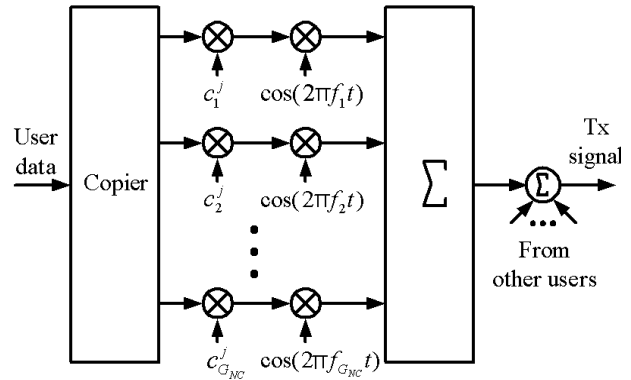 User
data
Copier
c_1^j
cos(2πf_1t)
c_2^j
cos(2πf_2t)
c_{G_{NC}}^j
cos(2πf_{G_{NC}}t)
Σ
Σ
Tx
signal
From
other users